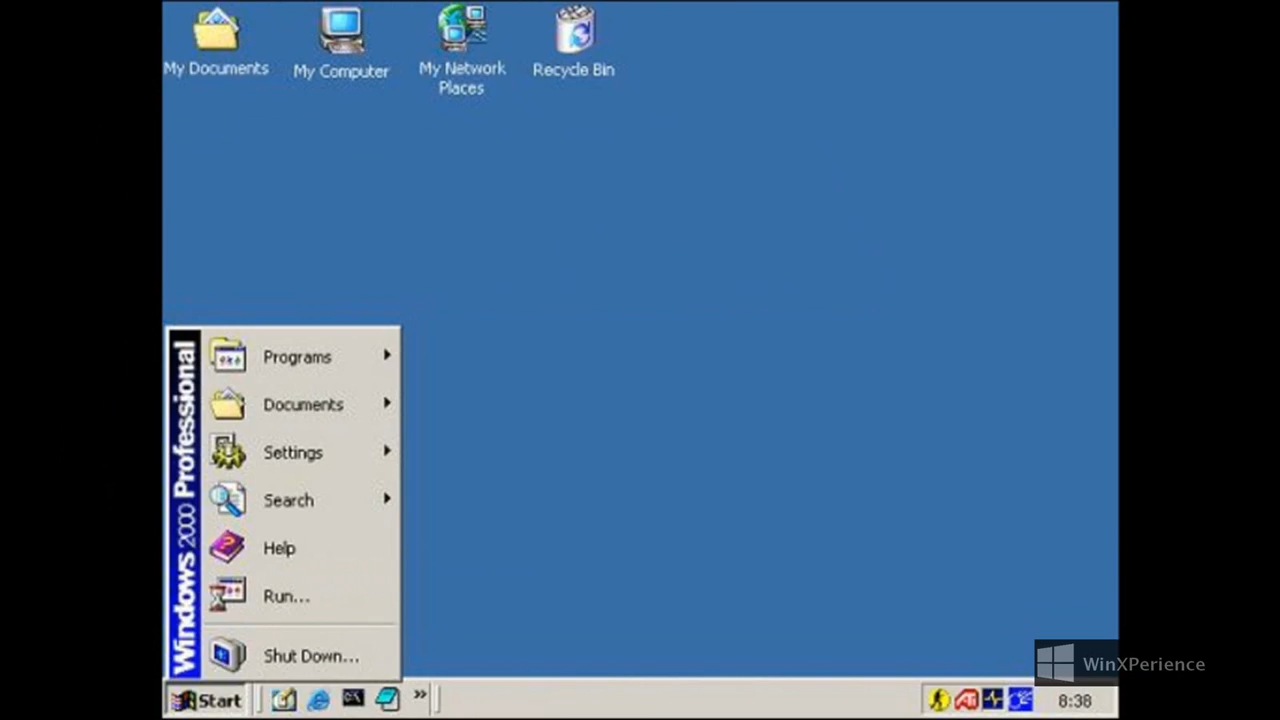 My Documents
My Computer
My Network
Places
Recycle Bin
Windows 2000 Professional
Programs
Documents
Settings
Search
Help
Run...
Shut Down...
Start
8:38
WinXPerience